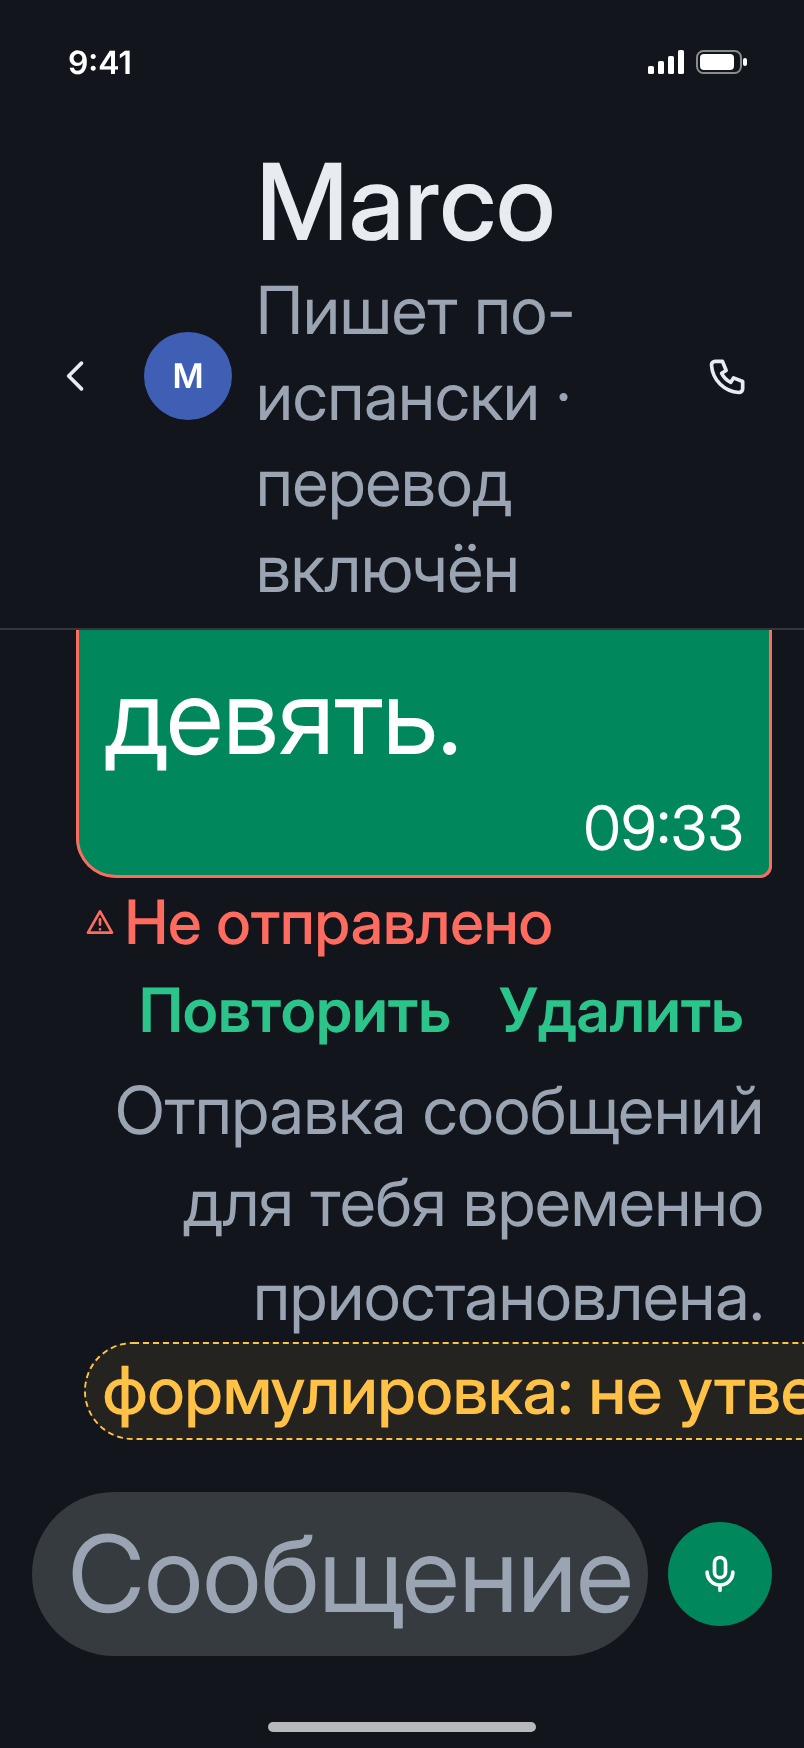 9:41
Marco
Пишет по-
испански ·
перевод
включён
M
девять.
09:33
Не отправлено
Повторить Удалить
Отправка сообщений
для тебя временно
приостановлена.
формулировка: не утве
Сообщение